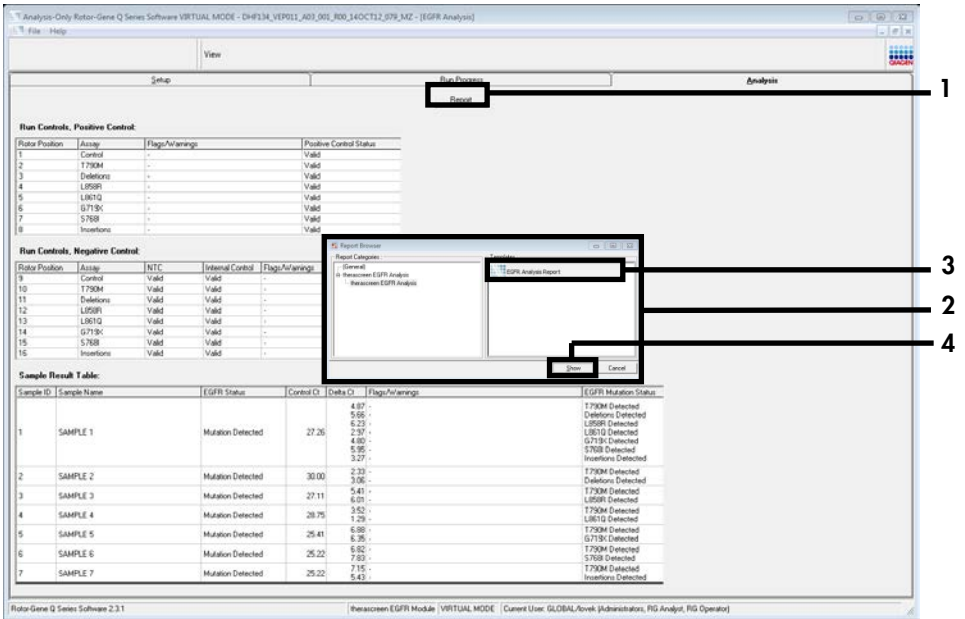 Analysis-Only Rotor-Gene Q Series Software VIRTUAL MODE - DHF134_VEP011_A03_001_R00_14OCT12_079_MZ - [EGFR Analysis]
File Help
View
QIAGEN
Setup Run Progress Analysis
Report
1
Run Controls, Positive Control:
Rotor Position Assay Flags/Warnings Positive Control Status
1 Control - Valid
2 T790M - Valid
3 Deletions - Valid
4 L858R - Valid
5 L861Q - Valid
6 G719X - Valid
7 S768I - Valid
8 Insertions - Valid
Run Controls, Negative Control:
Rotor Position Assay NTC Internal Control Flags/Warnings
9 Control Valid Valid -
10 T790M Valid Valid -
11 Deletions Valid Valid -
12 L858R Valid Valid -
13 L861Q Valid Valid -
14 G719X Valid Valid -
15 S768I Valid Valid -
16 Insertions Valid Valid -
Report Browser
Report Categories:
(General)
therascreen EGFR Analysis
therascreen EGFR Analysis
EGFR Analysis Report
3
2
4
Show Cancel
Sample Result Table:
Sample ID Sample Name EGFR Status Control Ct Delta Ct Flags/Warnings EGFR Mutation Status
4.87 - T790M Detected
5.66 - Deletions Detected
6.23 - L858R Detected
1 SAMPLE 1 Mutation Detected 27.26 2.97 - L861Q Detected
4.80 - G719X Detected
5.95 - S768I Detected
3.27 - Insertions Detected
2 SAMPLE 2 Mutation Detected 30.00 2.33 - T790M Detected
3.06 - Deletions Detected
3 SAMPLE 3 Mutation Detected 27.11 5.41 - T790M Detected
6.01 - L858R Detected
4 SAMPLE 4 Mutation Detected 28.75 3.52 - T790M Detected
1.29 - L861Q Detected
5 SAMPLE 5 Mutation Detected 25.41 6.88 - T790M Detected
6.35 - G719X Detected
6 SAMPLE 6 Mutation Detected 25.22 6.82 - T790M Detected
7.83 - S768I Detected
7 SAMPLE 7 Mutation Detected 25.22 7.15 - T790M Detected
5.43 - Insertions Detected
Rotor-Gene Q Series Software 2.3.1 therascreen EGFR Module VIRTUAL MODE Current User: GLOBAL/lovek (Administrators, RG Analyst, RG Operator)